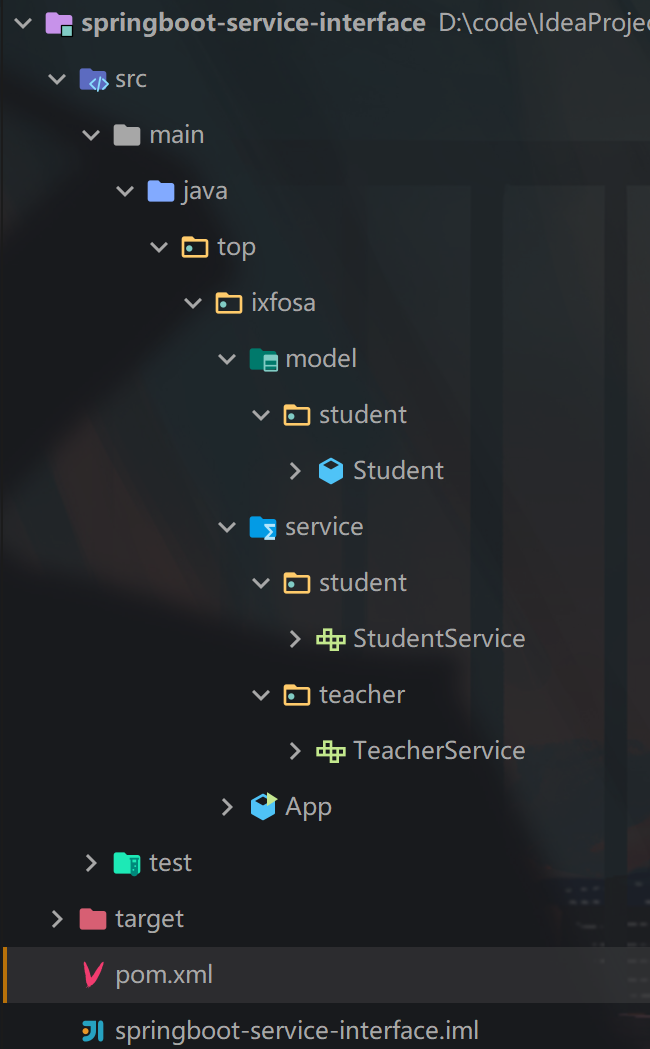 springboot-service-interface D:\code\IdeaProje
src
main
java
top
ixfosa
model
student
Student
service
student
StudentService
teacher
TeacherService
App
test
target
pom.xml
springboot-service-interface.iml